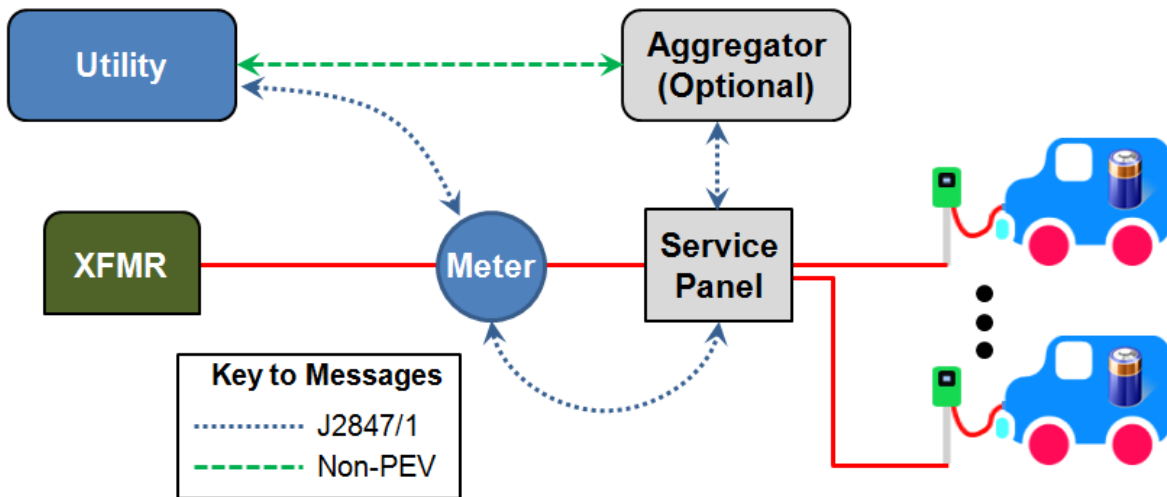 Utility
Aggregator
(Optional)
XFMR
Meter
Service
Panel
Key to Messages
J2847/1
Non-PEV